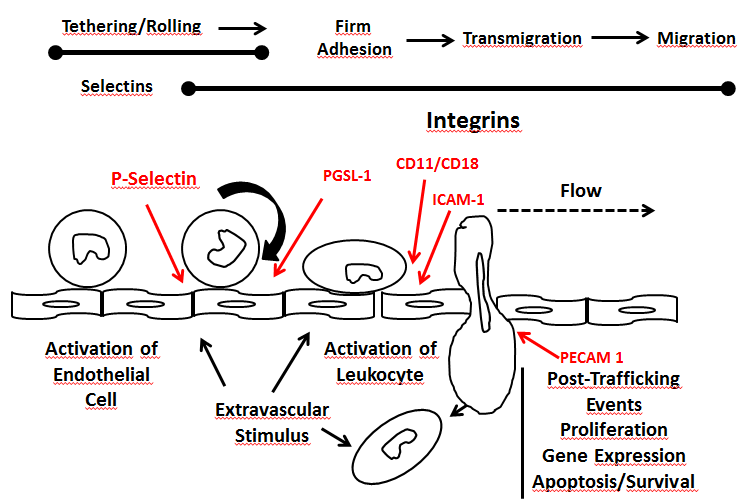 Tethering/Rolling
Firm
Adhesion
Transmigration
Migration
Selectins
Integrins
P-Selectin
PGSL-1
CD11/CD18
ICAM-1
Flow
Activation of
Endothelial
Cell
Activation of
Leukocyte
PECAM 1
Extravascular
Stimulus
Post-Trafficking
Events
Proliferation
Gene Expression
Apoptosis/Survival